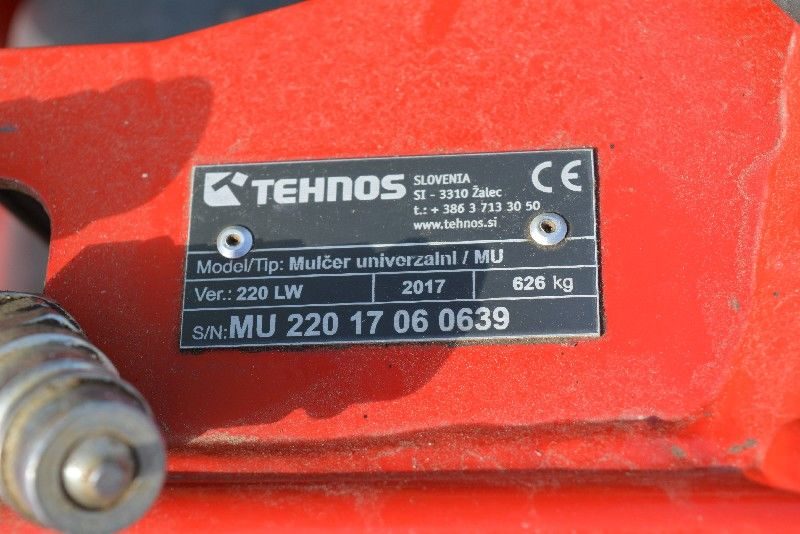 TEHNOS
SLOVENIA
SI - 3310 Žalec
t.: + 386 3 713 30 50
www.tehnos.si
CE
Model/Tip: Mulčer univerzalni / MU
Ver.: 220 LW 2017 626 kg
S/N: MU 220 17 06 0639